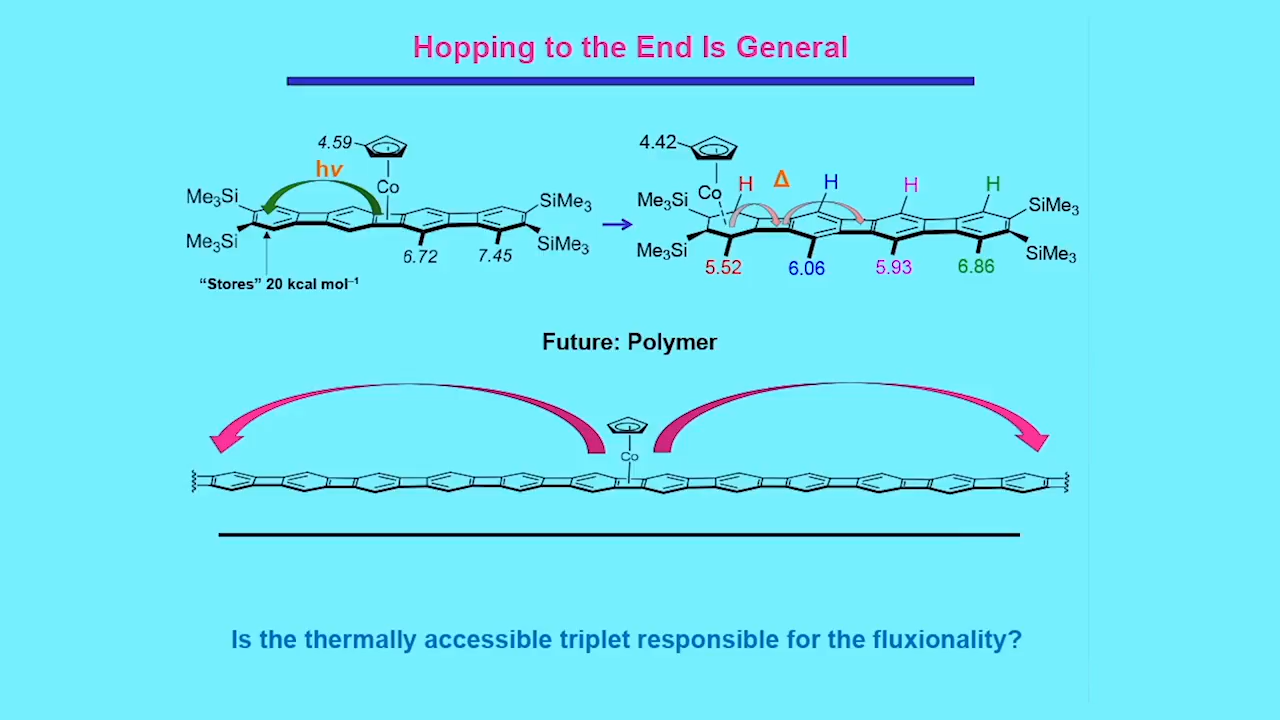 Hopping to the End Is General
4.59
hν
Co
Me₃Si
SiMe₃
Me₃Si
SiMe₃
6.72
7.45
“Stores” 20 kcal mol⁻¹
4.42
Co
H
Δ
H
H
H
Me₃Si
SiMe₃
Me₃Si
SiMe₃
5.52
6.06
5.93
6.86
Future: Polymer
Co
Is the thermally accessible triplet responsible for the fluxionality?